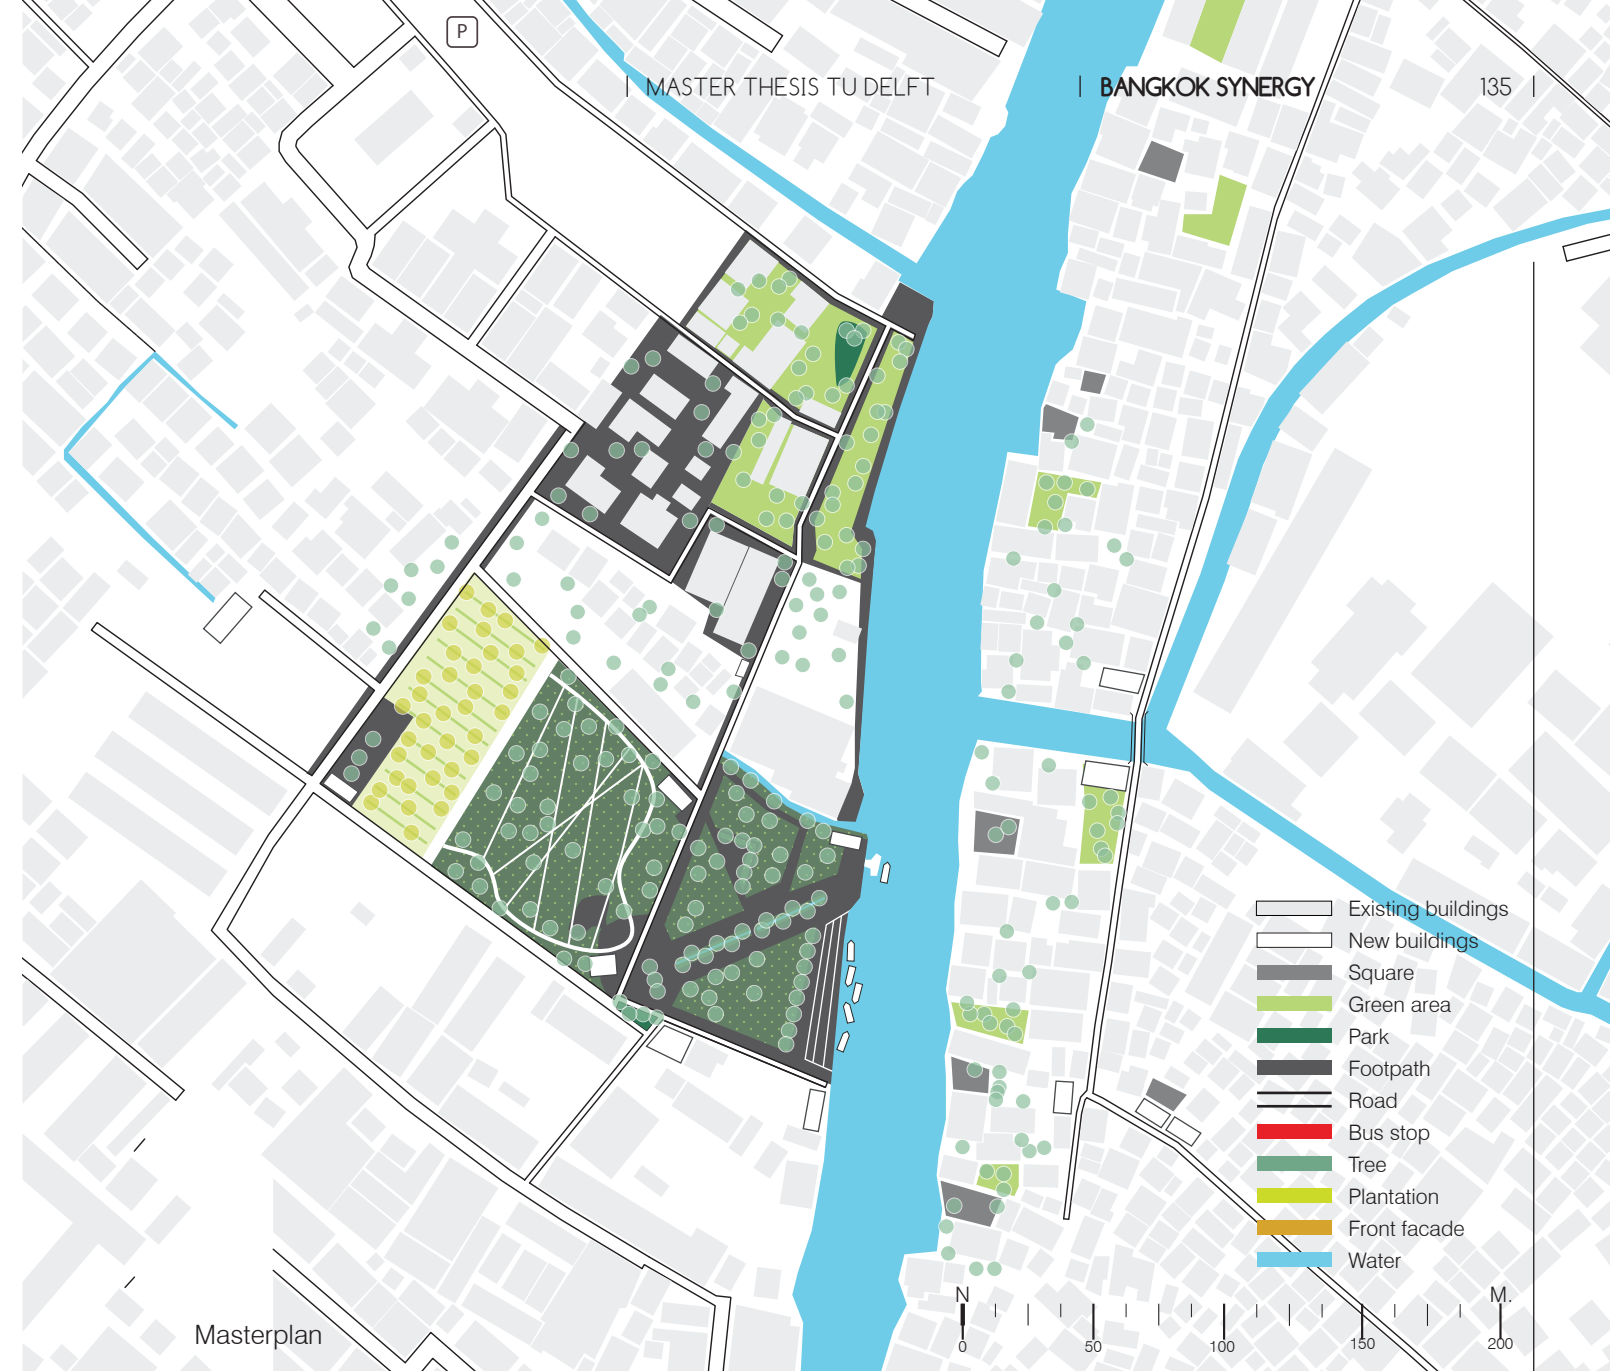 P
MASTER THESIS TU DELFT
BANGKOK SYNERGY
135
Existing buildings
New buildings
Square
Green area
Park
Footpath
Road
Bus stop
Tree
Plantation
Front facade
Water
N
M.
0
50
100
150
200
Masterplan